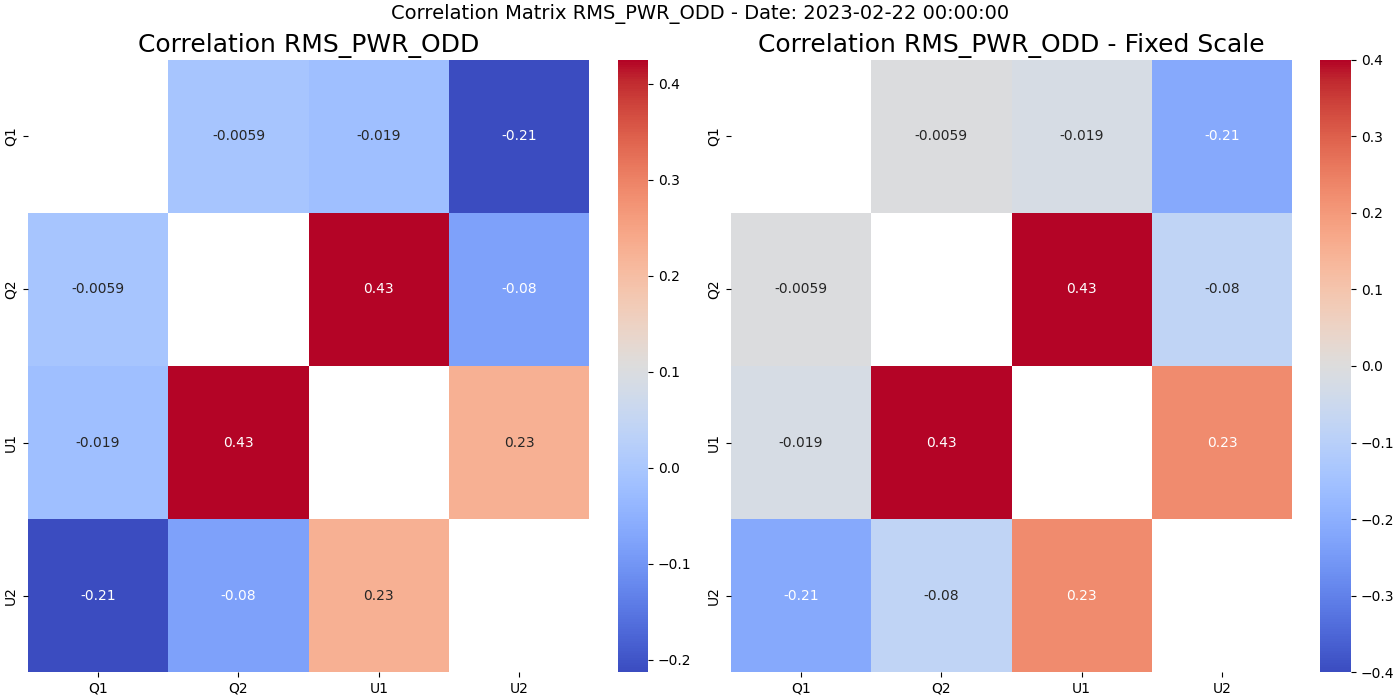 Correlation Matrix RMS_PWR_ODD - Date: 2023-02-22 00:00:00
Correlation RMS_PWR_ODD
Q1
-0.0059
-0.019
-0.21
Q2
-0.0059
0.43
-0.08
U1
-0.019
0.43
0.23
U2
-0.21
-0.08
0.23
Q1
Q2
U1
U2
0.4
0.3
0.2
0.1
0.0
−0.1
−0.2
Correlation RMS_PWR_ODD - Fixed Scale
Q1
-0.0059
-0.019
-0.21
Q2
-0.0059
0.43
-0.08
U1
-0.019
0.43
0.23
U2
-0.21
-0.08
0.23
Q1
Q2
U1
U2
0.4
0.3
0.2
0.1
0.0
−0.1
−0.2
−0.3
−0.4